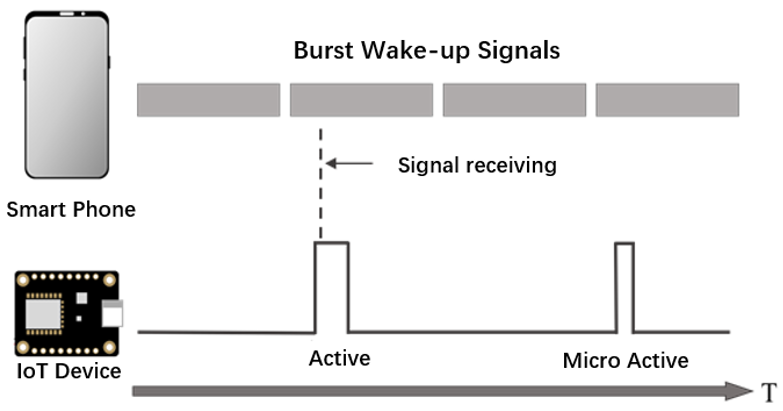 Burst Wake-up Signals
Signal receiving
Smart Phone
Active
Micro Active
IoT Device
T